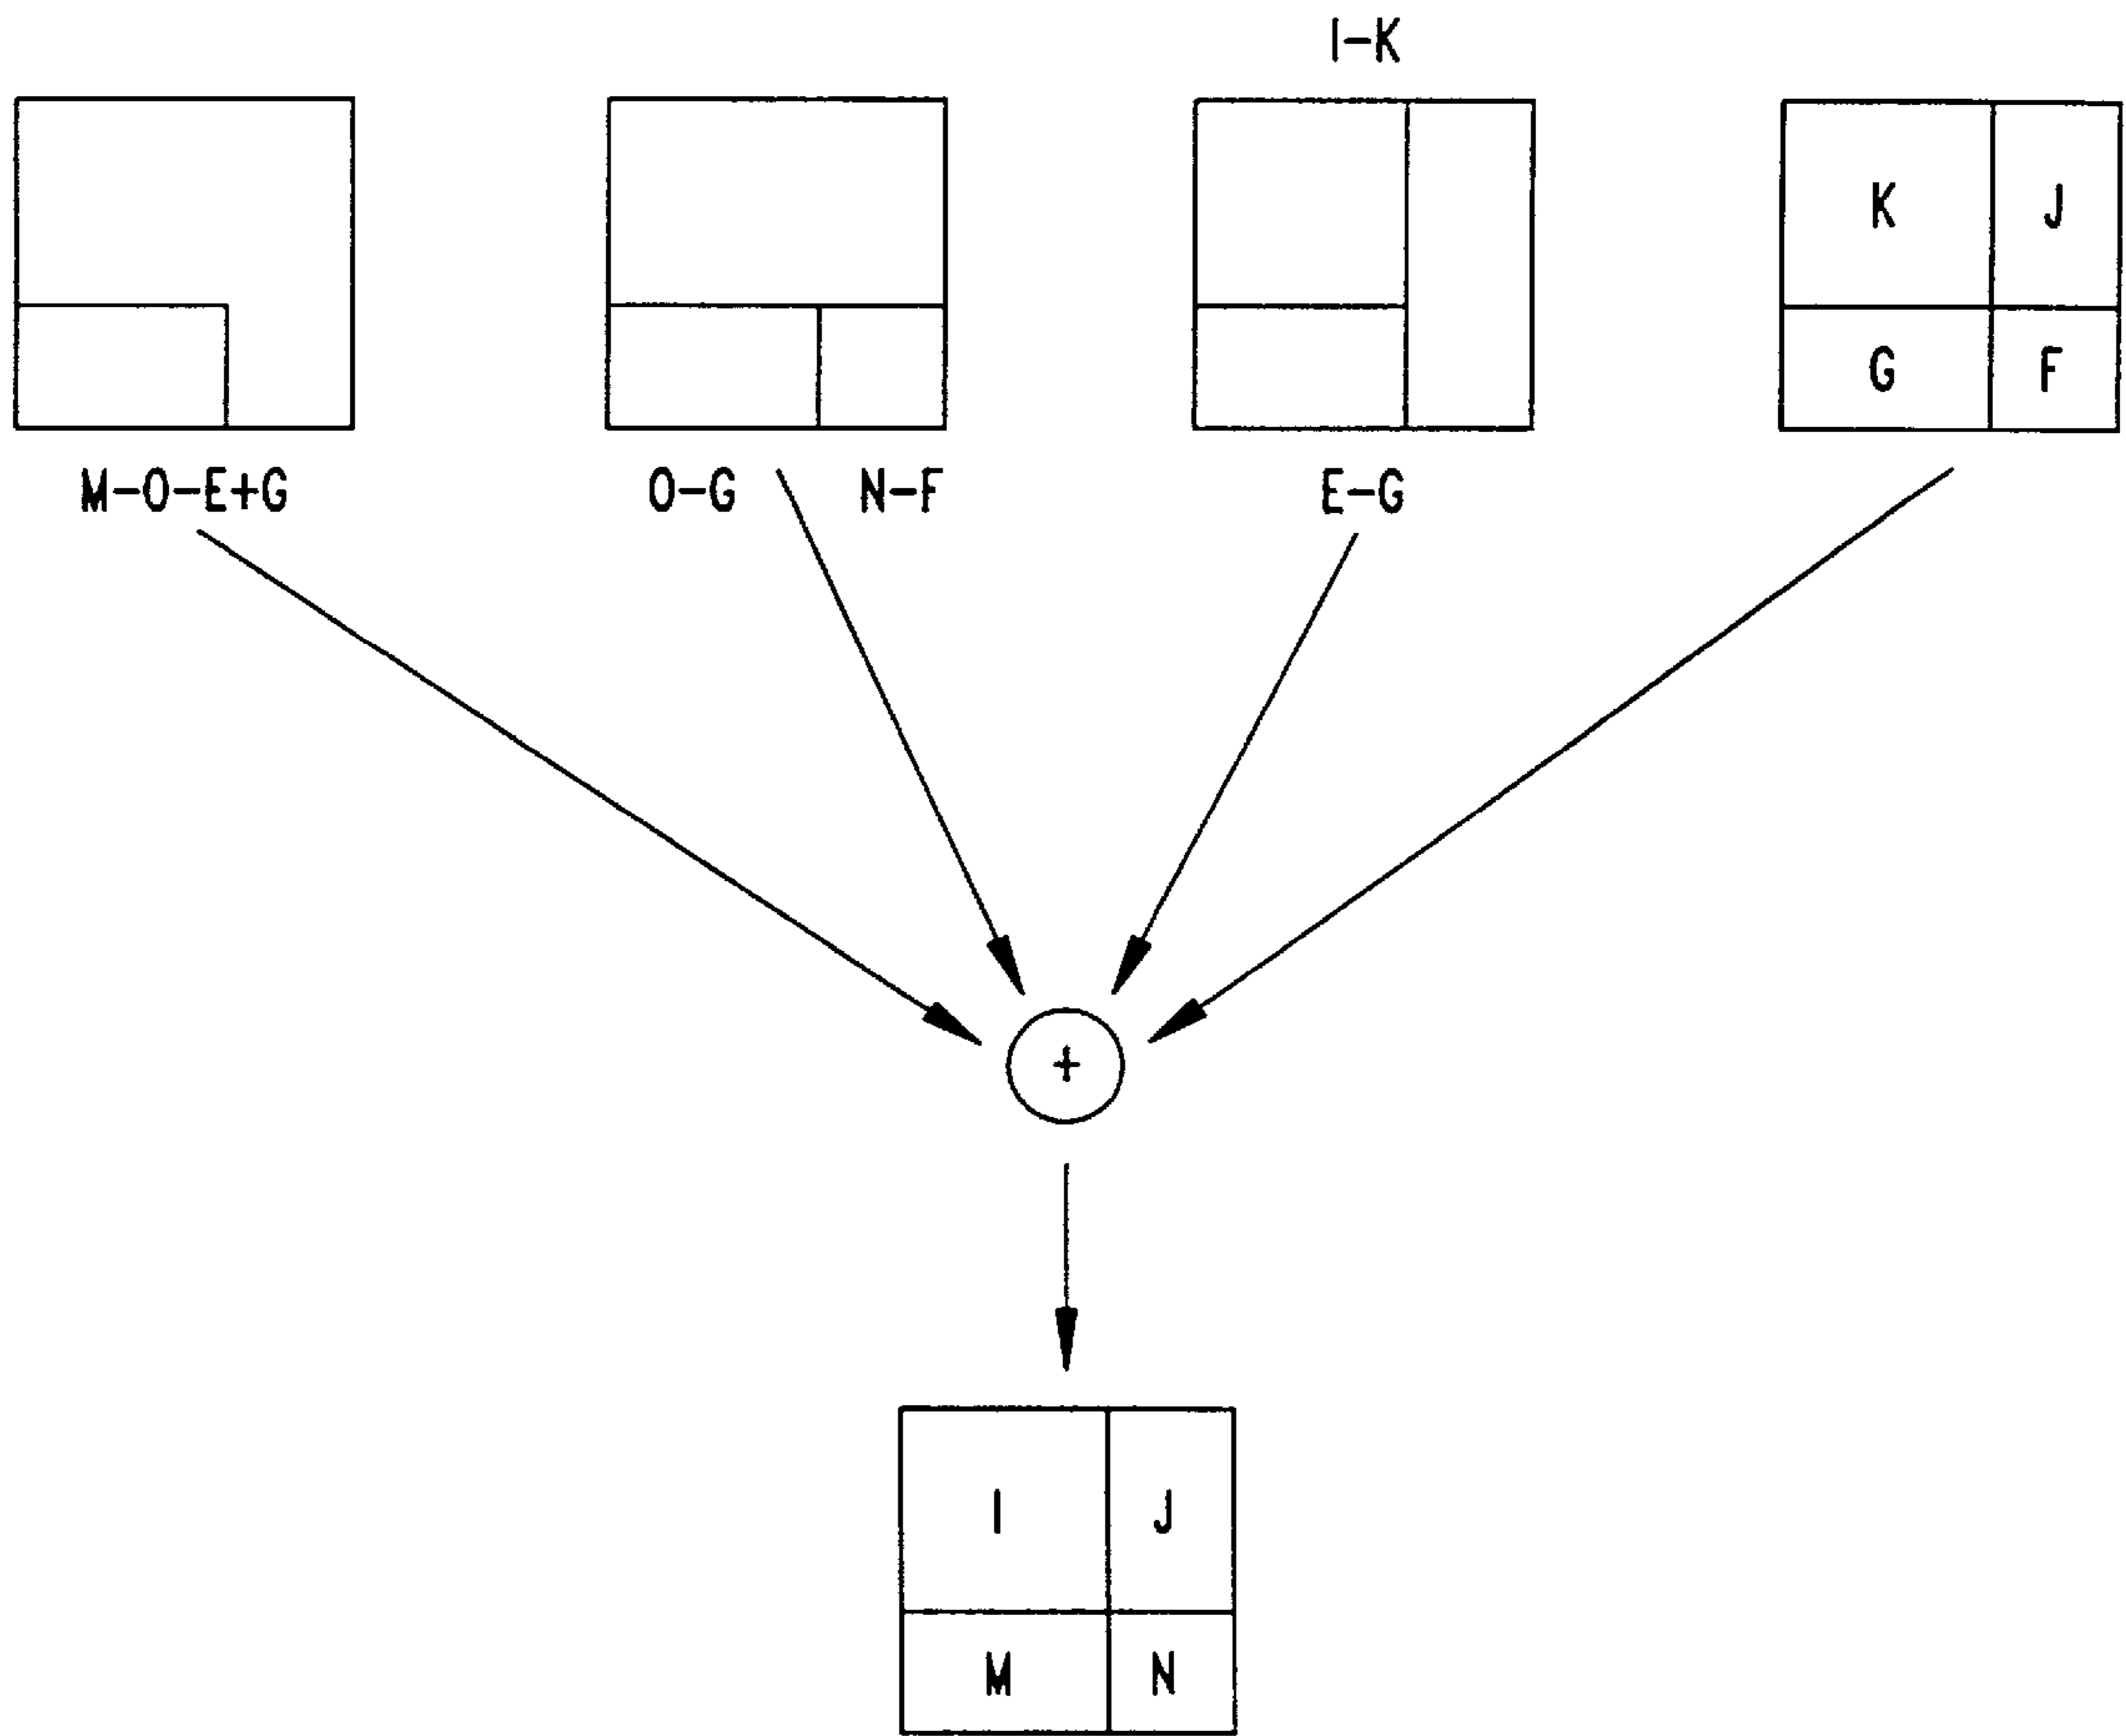 I-K
K J
G F
M-O-E+G O-G N-F E-G
+
I J
M N